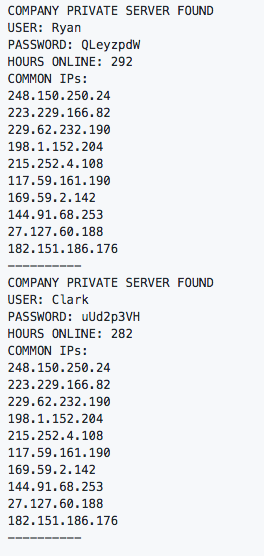 COMPANY PRIVATE SERVER FOUND
USER: Ryan
PASSWORD: QLeyzpdW
HOURS ONLINE: 292
COMMON IPs:
248.150.250.24
223.229.166.82
229.62.232.190
198.1.152.204
215.252.4.108
117.59.161.190
169.59.2.142
144.91.68.253
27.127.60.188
182.151.186.176
––––––––––
COMPANY PRIVATE SERVER FOUND
USER: Clark
PASSWORD: uUd2p3VH
HOURS ONLINE: 282
COMMON IPs:
248.150.250.24
223.229.166.82
229.62.232.190
198.1.152.204
215.252.4.108
117.59.161.190
169.59.2.142
144.91.68.253
27.127.60.188
182.151.186.176
––––––––––